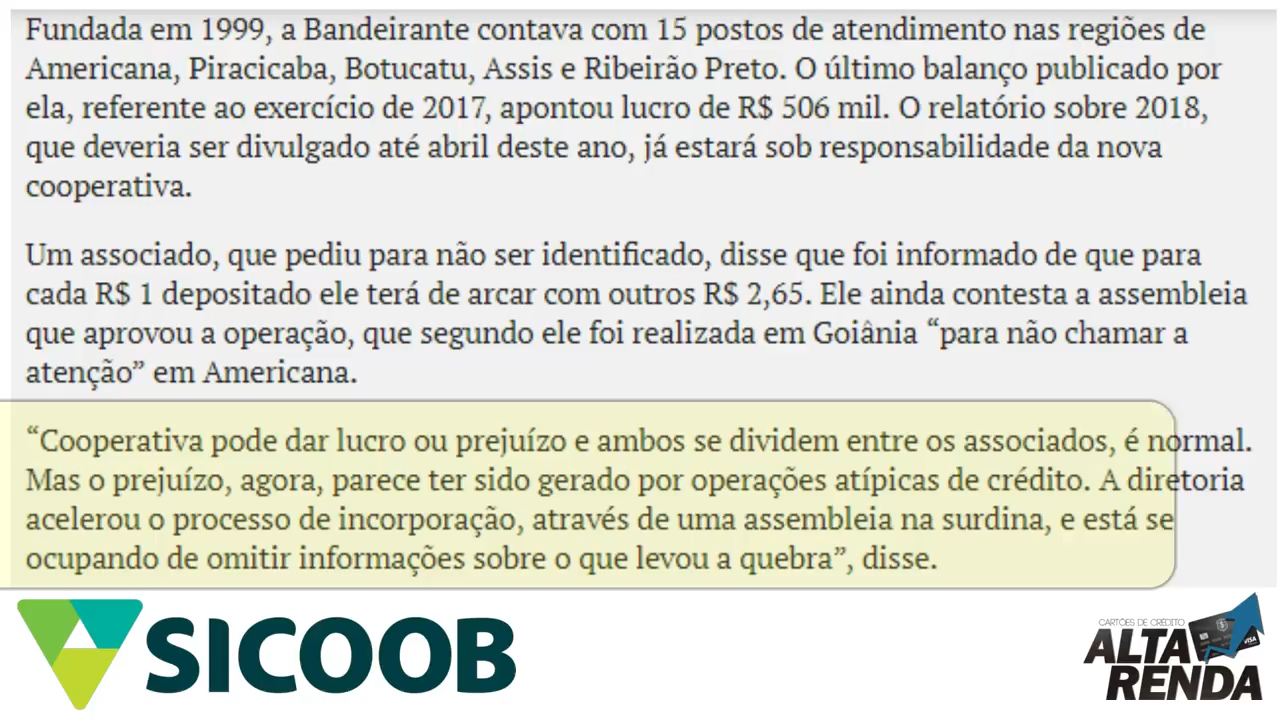 Fundada em 1999, a Bandeirante contava com 15 postos de atendimento nas regiões de
Americana, Piracicaba, Botucatu, Assis e Ribeirão Preto. O último balanço publicado por
ela, referente ao exercício de 2017, apontou lucro de R$ 506 mil. O relatório sobre 2018,
que deveria ser divulgado até abril deste ano, já estará sob responsabilidade da nova
cooperativa.
Um associado, que pediu para não ser identificado, disse que foi informado de que para
cada R$ 1 depositado ele terá de arcar com outros R$ 2,65. Ele ainda contesta a assembleia
que aprovou a operação, que segundo ele foi realizada em Goiânia “para não chamar a
atenção” em Americana.
“Cooperativa pode dar lucro ou prejuízo e ambos se dividem entre os associados, é normal.
Mas o prejuízo, agora, parece ter sido gerado por operações atípicas de crédito. A diretoria
acelerou o processo de incorporação, através de uma assembleia na surdina, e está se
ocupando de omitir informações sobre o que levou a quebra”, disse.
SICOOB
CARTÕES DE CRÉDITO
ALTA
RENDA
VISA